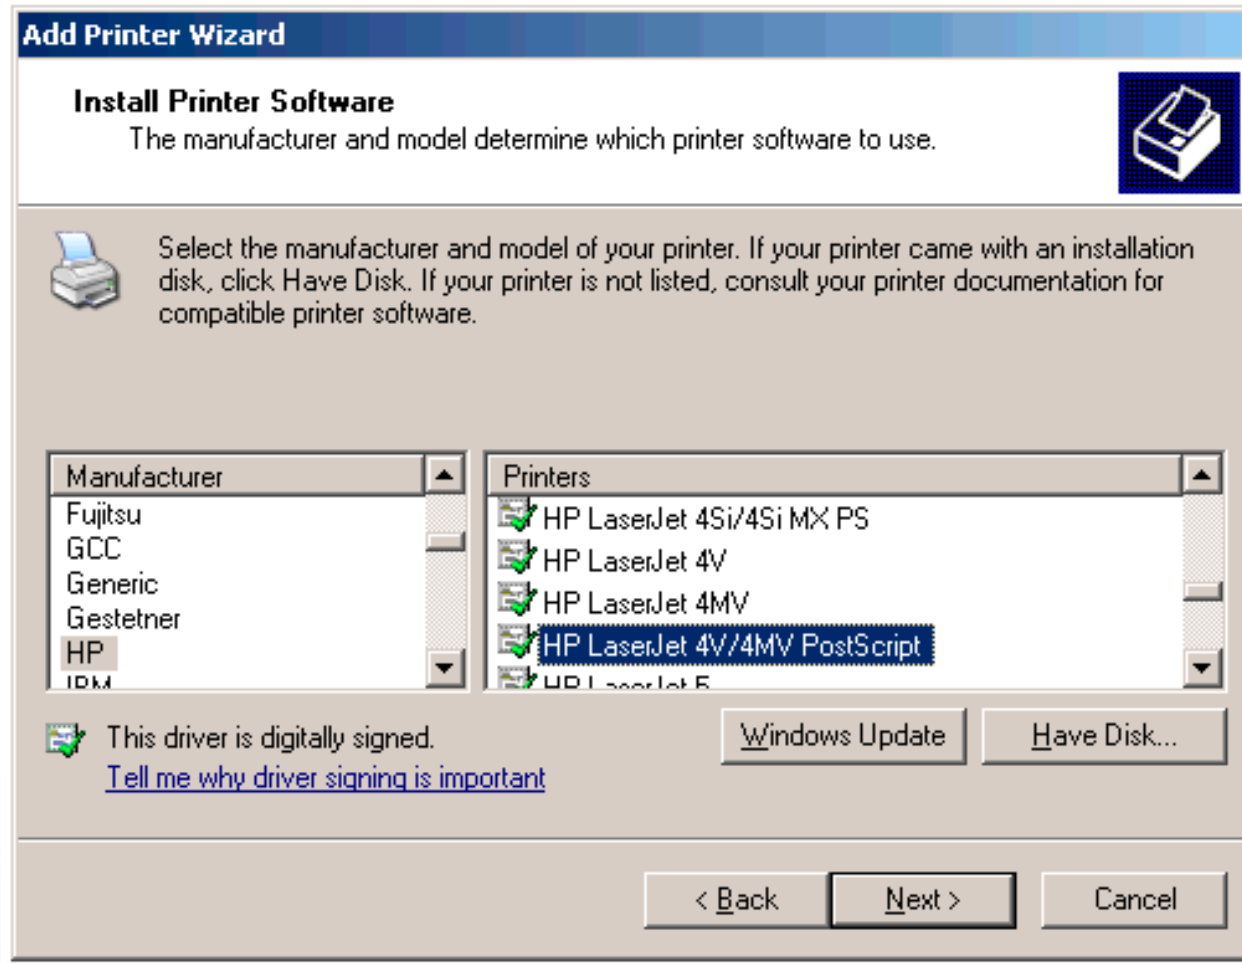 Add Printer Wizard
Install Printer Software
The manufacturer and model determine which printer software to use.
Select the manufacturer and model of your printer. If your printer came with an installation
disk, click Have Disk. If your printer is not listed, consult your printer documentation for
compatible printer software.
Manufacturer
Fujitsu
GCC
Generic
Gestetner
HP
IBM
Printers
HP LaserJet 4Si/4Si MX PS
HP LaserJet 4V
HP LaserJet 4MV
HP LaserJet 4V/4MV PostScript
HP LaserJet 5
This driver is digitally signed.
Tell me why driver signing is important
Windows Update
Have Disk...
< Back
Next >
Cancel